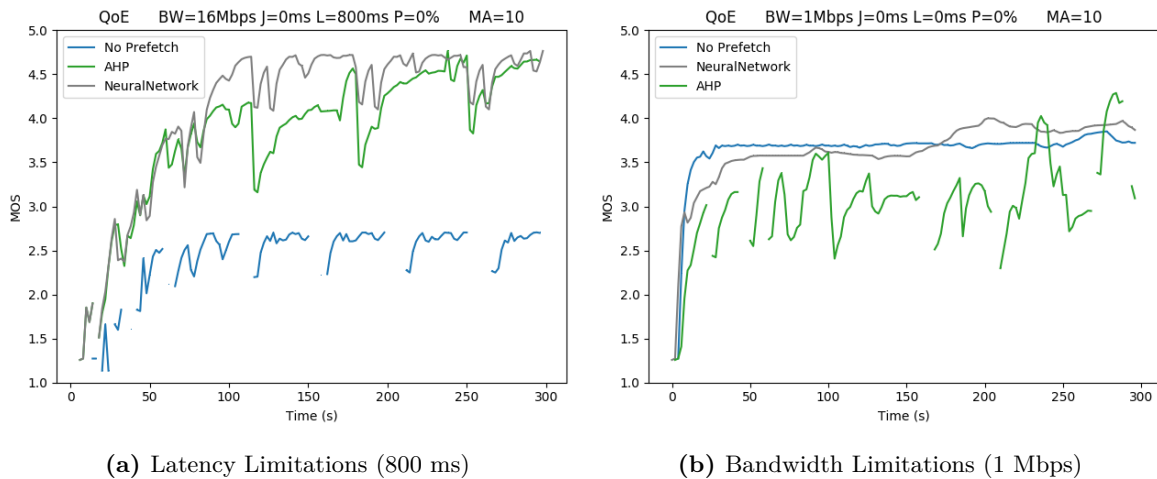 QoE BW=16Mbps J=0ms L=800ms P=0% MA=10
5.0
4.5
4.0
3.5
3.0
2.5
2.0
1.5
1.0
MOS
No Prefetch
AHP
NeuralNetwork
0 50 100 150 200 250 300
Time (s)
(a) Latency Limitations (800 ms)
QoE BW=1Mbps J=0ms L=0ms P=0% MA=10
5.0
4.5
4.0
3.5
3.0
2.5
2.0
1.5
1.0
MOS
No Prefetch
NeuralNetwork
AHP
0 50 100 150 200 250 300
Time (s)
(b) Bandwidth Limitations (1 Mbps)